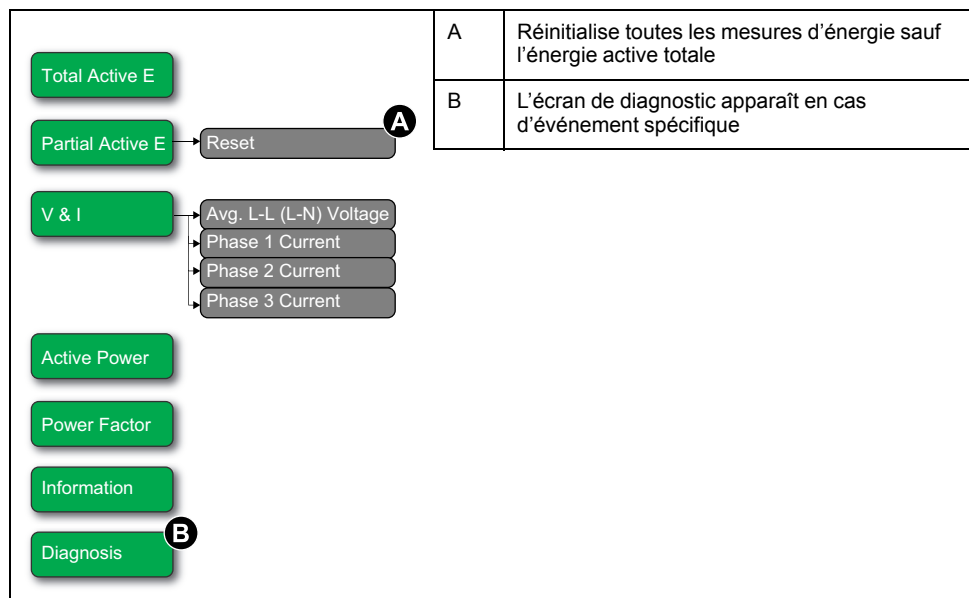 Total Active E
Partial Active E
Reset
A
V & I
Avg. L-L (L-N) Voltage
Phase 1 Current
Phase 2 Current
Phase 3 Current
Active Power
Power Factor
Information
Diagnosis
B
A
Réinitialise toutes les mesures d’énergie sauf
l’énergie active totale
B
L’écran de diagnostic apparaît en cas
d’événement spécifique